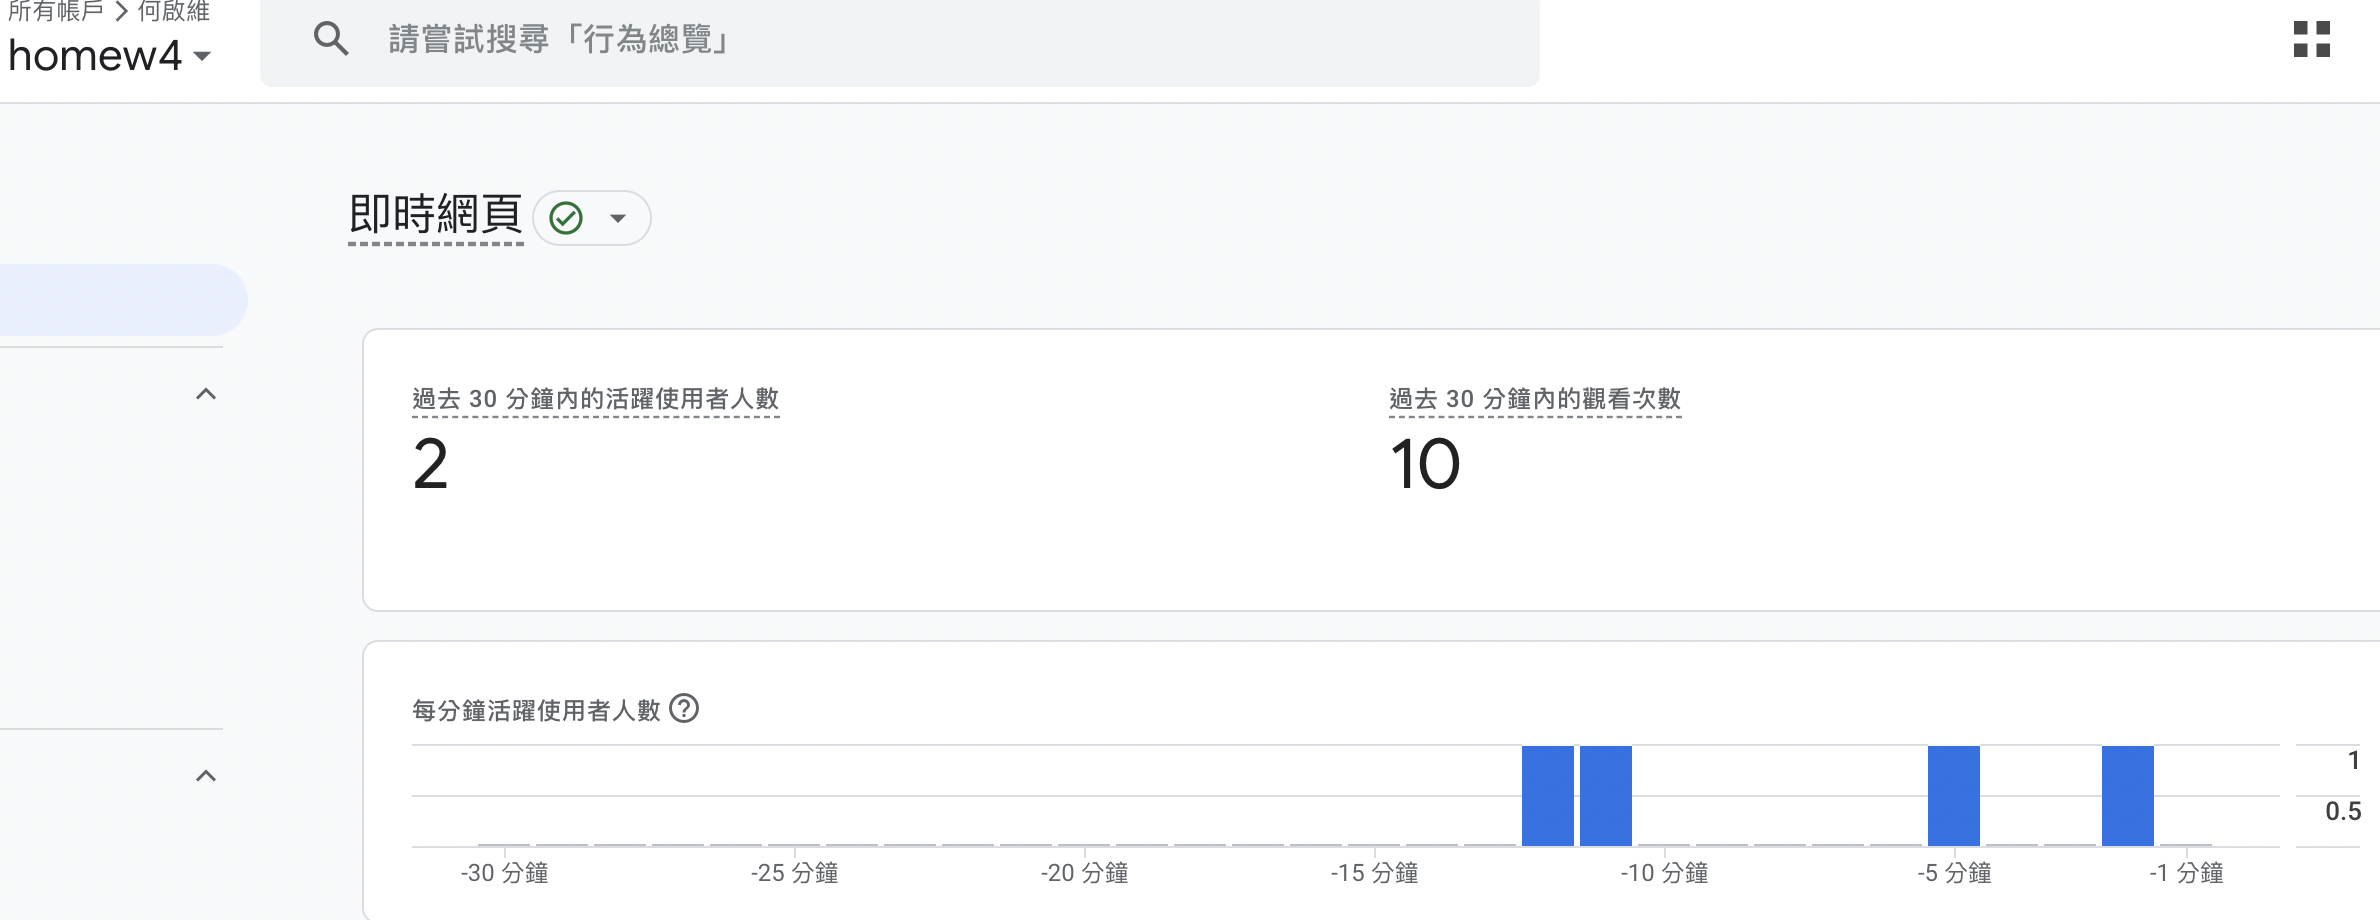 所有帳戶 > 何啟維
homew4
請嘗試搜尋「行為總覽」
即時網頁
過去 30 分鐘內的活躍使用者人數
2
過去 30 分鐘內的觀看次數
10
每分鐘活躍使用者人數
1
0.5
-30 分鐘
-25 分鐘
-20 分鐘
-15 分鐘
-10 分鐘
-5 分鐘
-1 分鐘